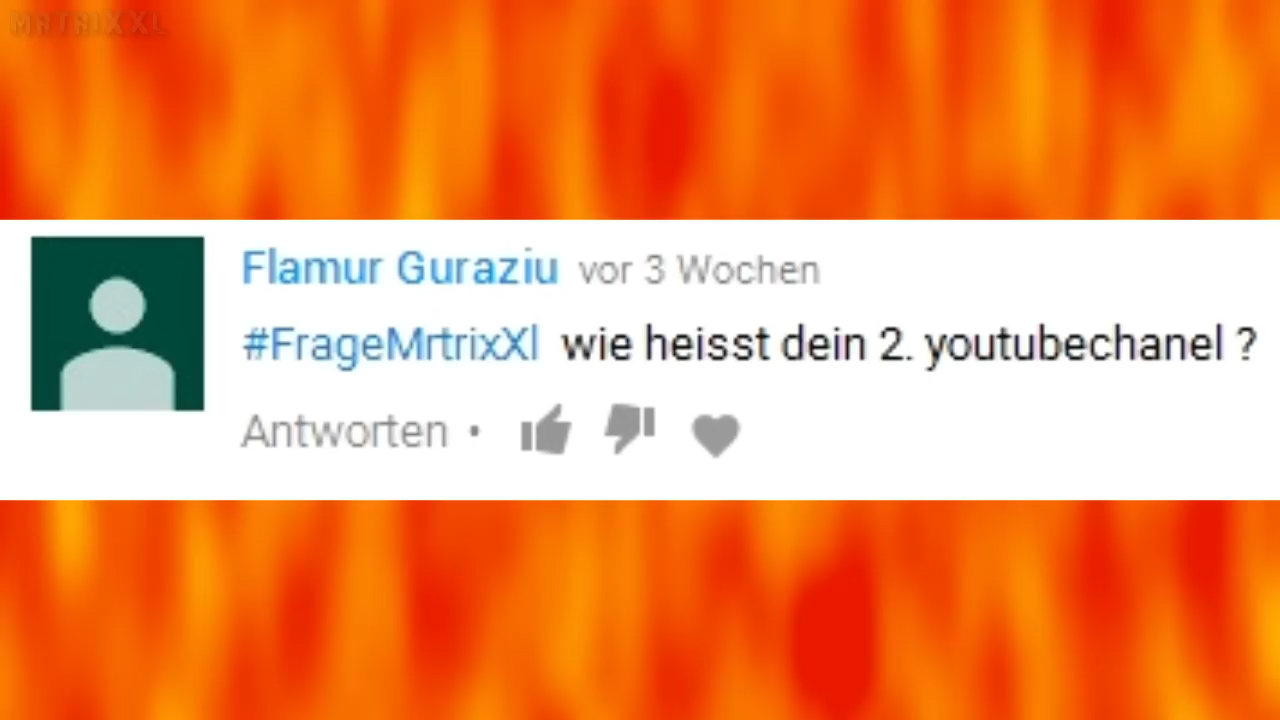 MRTRIXXL
Flamur Guraziu vor 3 Wochen
#FrageMrtrixXl wie heisst dein 2. youtubechanel ?
Antworten •